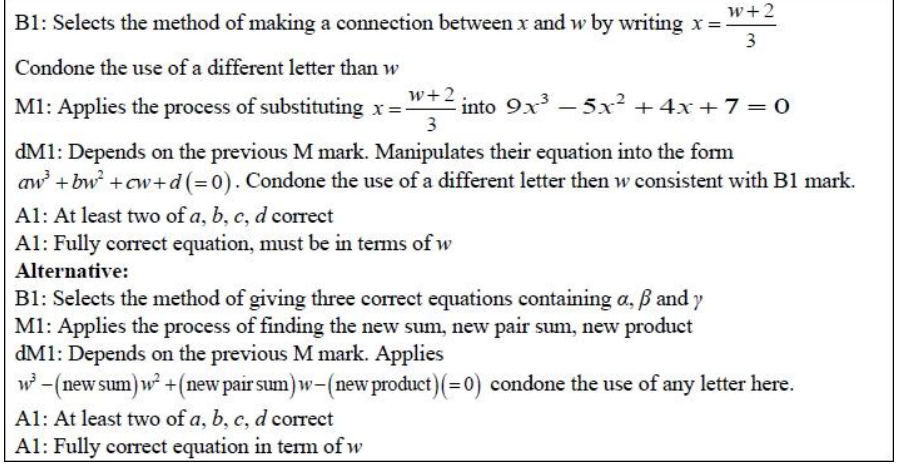 B1: Selects the method of making a connection between x and w by writing x = (w+2)/3
Condone the use of a different letter than w
M1: Applies the process of substituting x = (w+2)/3 into 9x³ − 5x² + 4x + 7 = 0
dM1: Depends on the previous M mark. Manipulates their equation into the form
aw³ + bw² + cw + d (= 0). Condone the use of a different letter then w consistent with B1 mark.
A1: At least two of a, b, c, d correct
A1: Fully correct equation, must be in terms of w
Alternative:
B1: Selects the method of giving three correct equations containing α, β and γ
M1: Applies the process of finding the new sum, new pair sum, new product
dM1: Depends on the previous M mark. Applies
w³ − (new sum)w² + (new pair sum)w − (new product)(= 0) condone the use of any letter here.
A1: At least two of a, b, c, d correct
A1: Fully correct equation in term of w